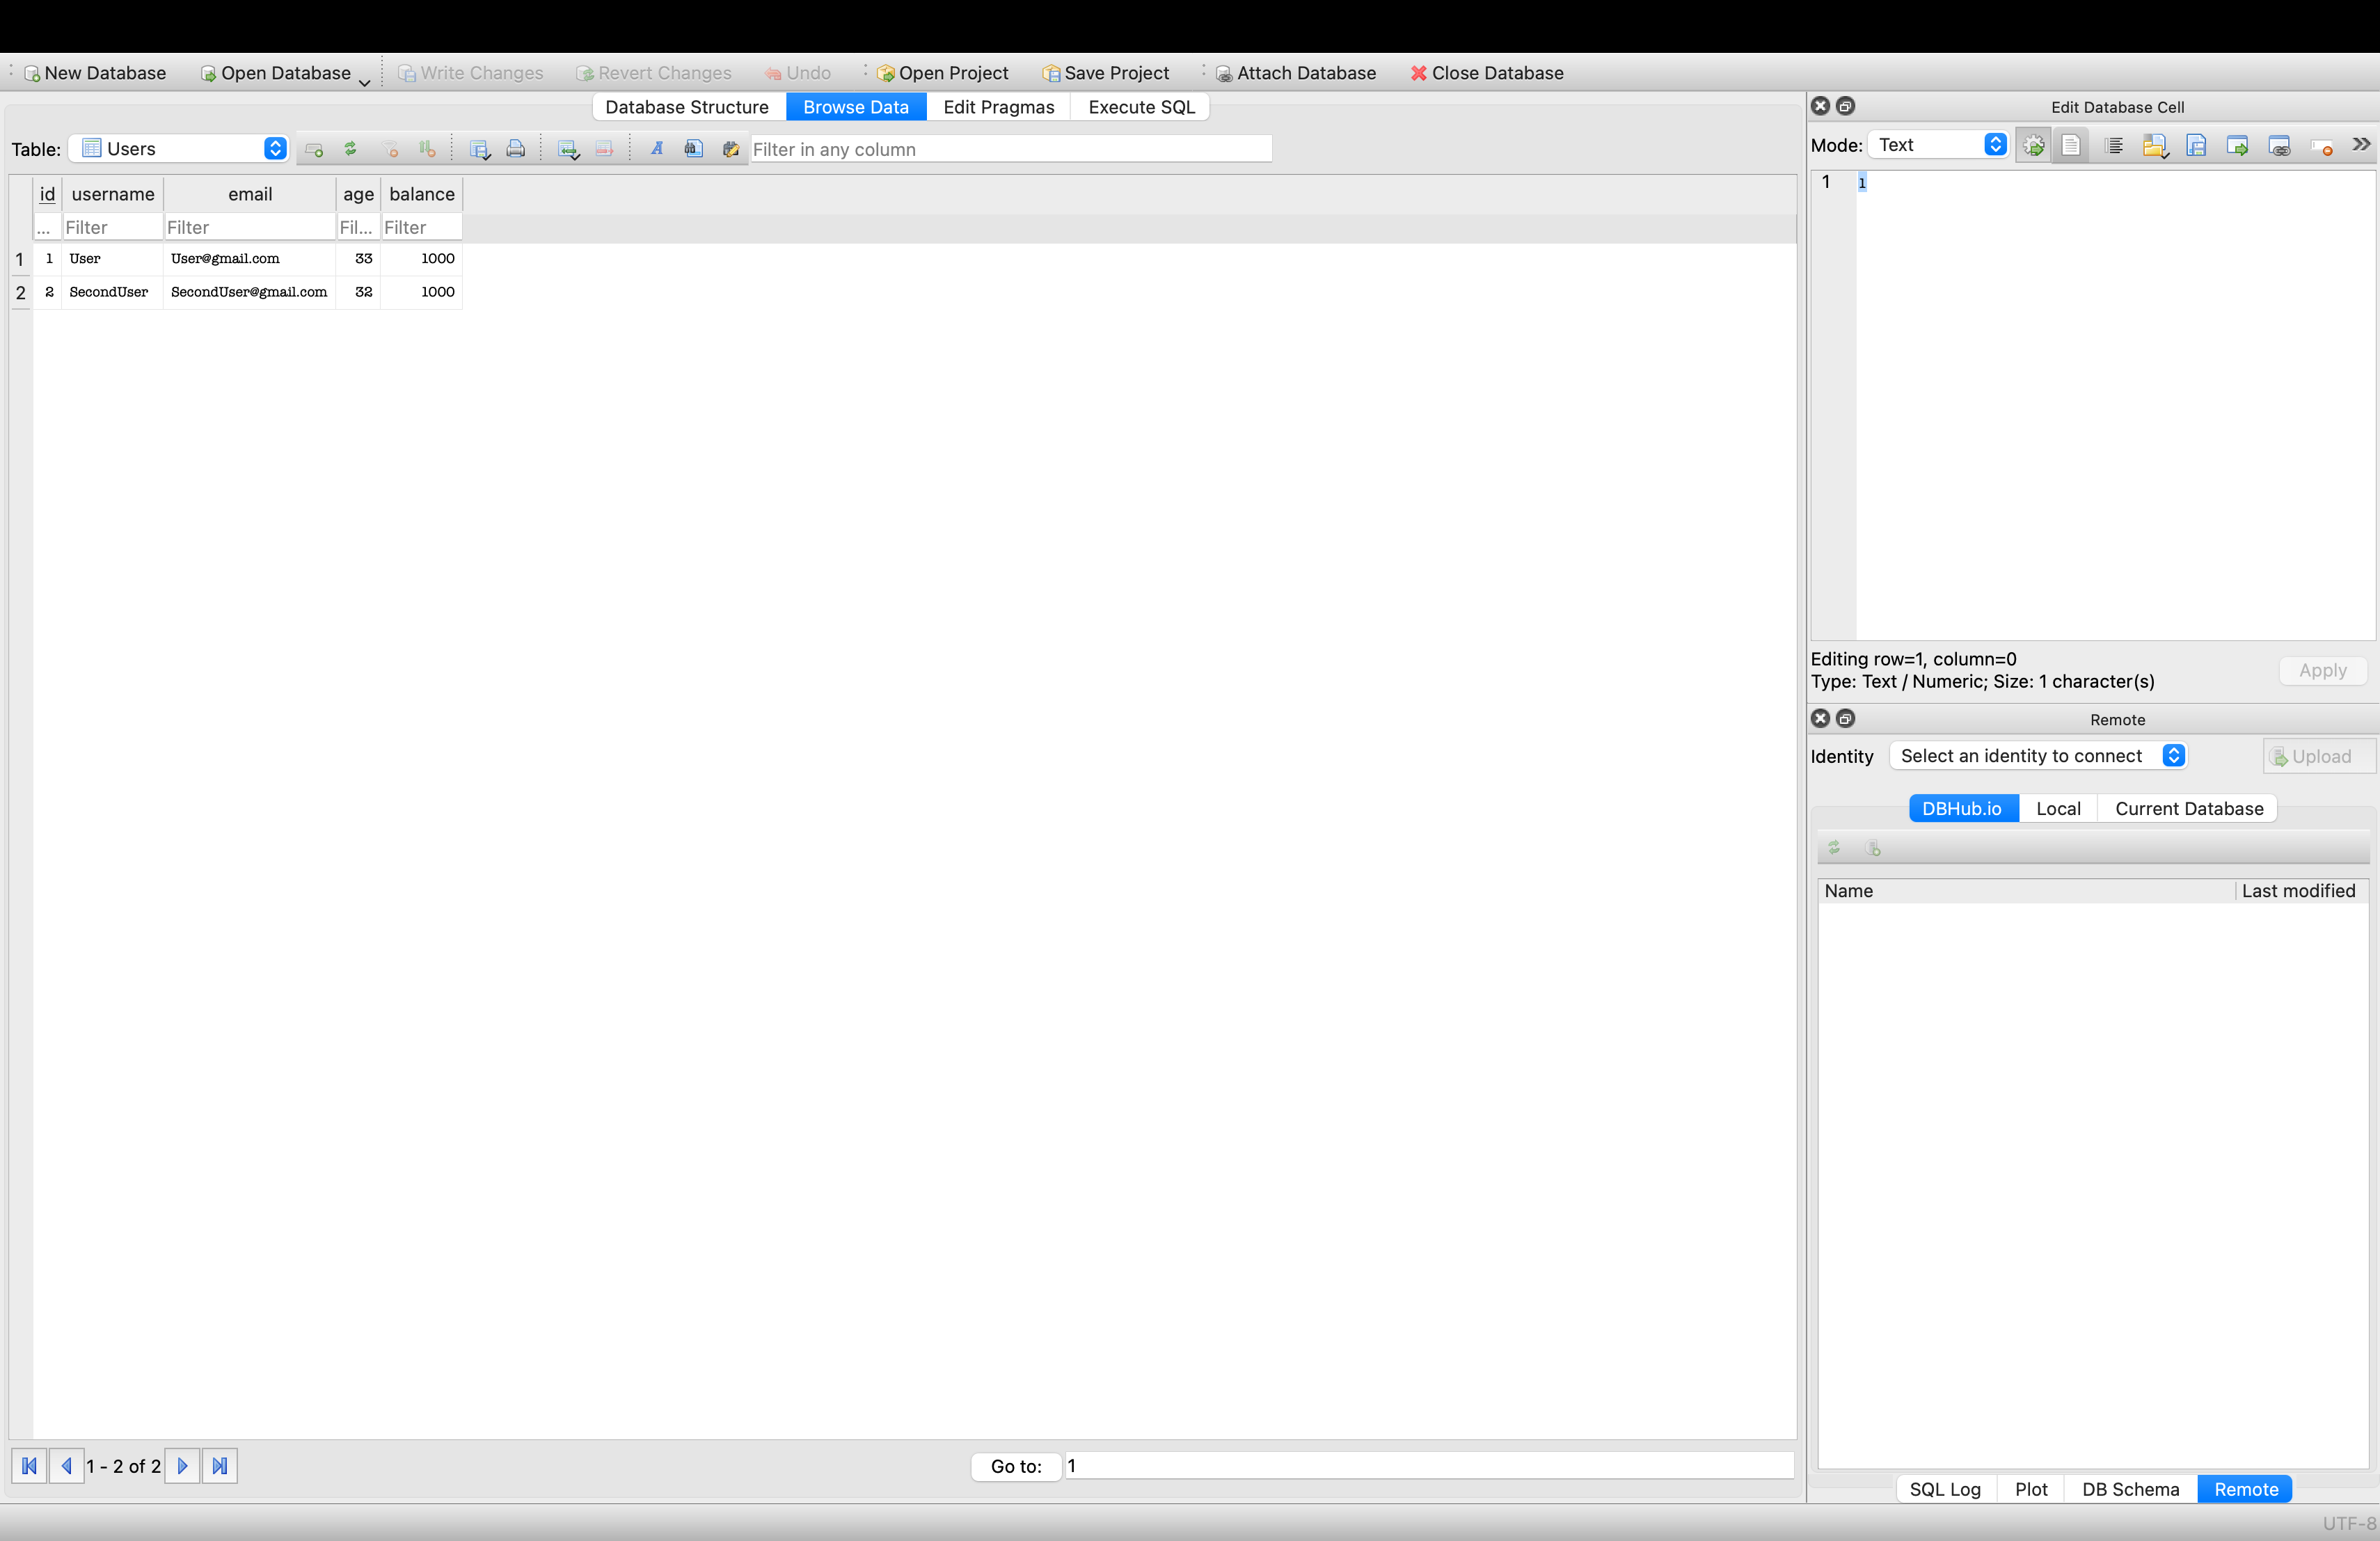 New Database Open Database Write Changes Revert Changes Undo Open Project Save Project Attach Database Close Database
Database Structure Browse Data Edit Pragmas Execute SQL
Table: Users Filter in any column
id username email age balance
... Filter Filter Fil... Filter
1 1 User User@gmail.com 33 1000
2 2 SecondUser SecondUser@gmail.com 32 1000
1 - 2 of 2 Go to: 1
Edit Database Cell
Mode: Text
1 1
Editing row=1, column=0
Type: Text / Numeric; Size: 1 character(s)
Apply
Remote
Identity Select an identity to connect Upload
DBHub.io Local Current Database
Name Last modified
SQL Log Plot DB Schema Remote
UTF-8